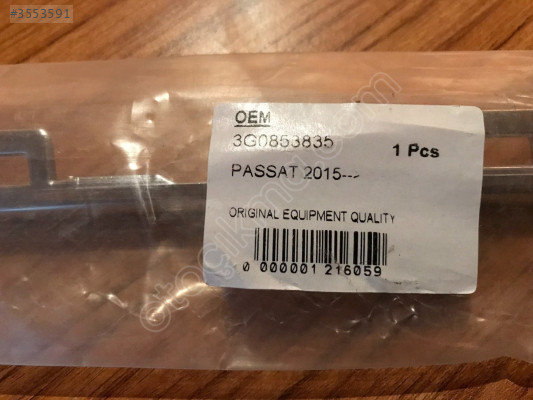 #3553591
OEM
3G0853835
1 Pcs
PASSAT 2015-->
ORIGINAL EQUIPMENT QUALITY
0 000001 216059